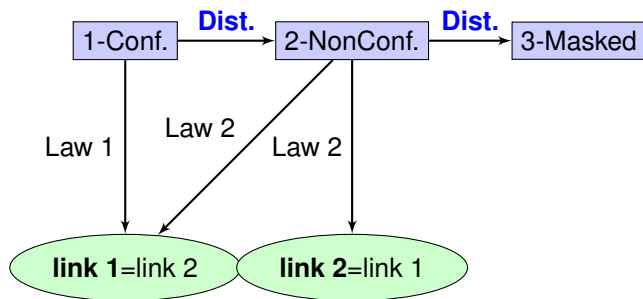 Dist. Dist.
1-Conf. 2-NonConf. 3-Masked
Law 1 Law 2 Law 2
link 1=link 2 link 2=link 1